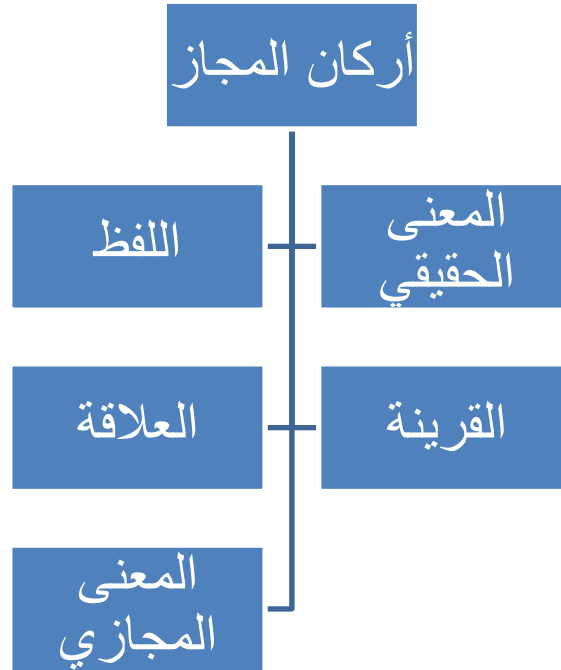 أركان المجاز
المعنى
الحقيقي
اللفظ
القرينة
العلاقة
المعنى
المجازي